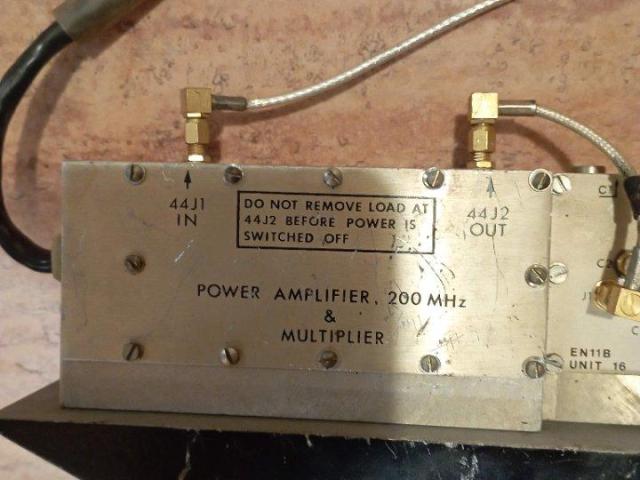 44J1
IN
DO NOT REMOVE LOAD AT
44J2 BEFORE POWER IS
SWITCHED OFF
44J2
OUT
POWER AMPLIFIER, 200 MHz
&
MULTIPLIER
EN11B
UNIT 16